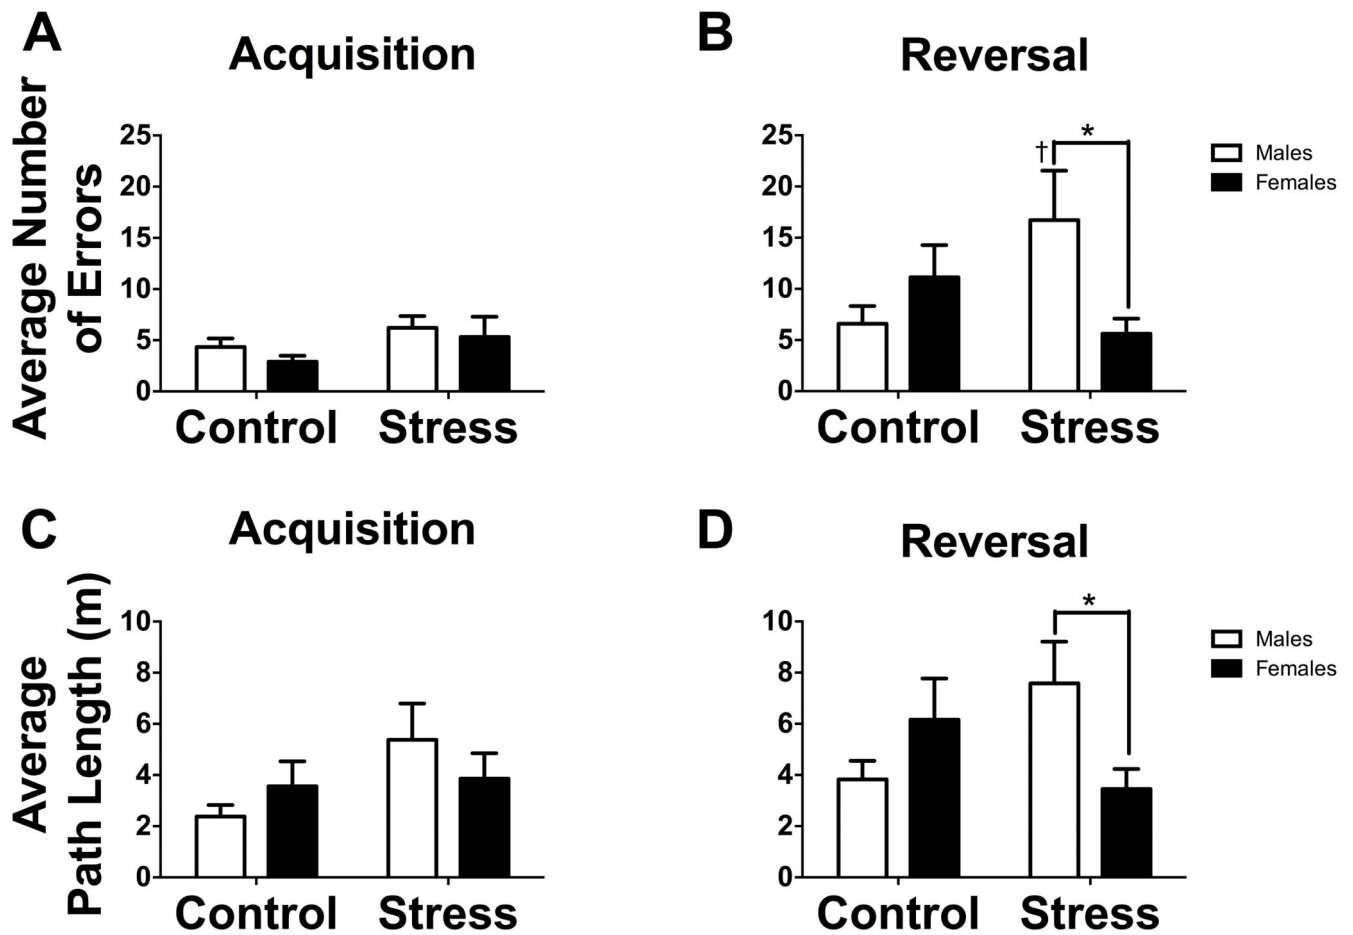 A
Acquisition
Average Number
of Errors
25
20
15
10
5
0
Control Stress
B
Reversal
25
20
15
10
5
0
†
*
Control Stress
Males
Females
C
Acquisition
Average
Path Length (m)
10
8
6
4
2
0
Control Stress
D
Reversal
10
8
6
4
2
0
*
Control Stress
Males
Females